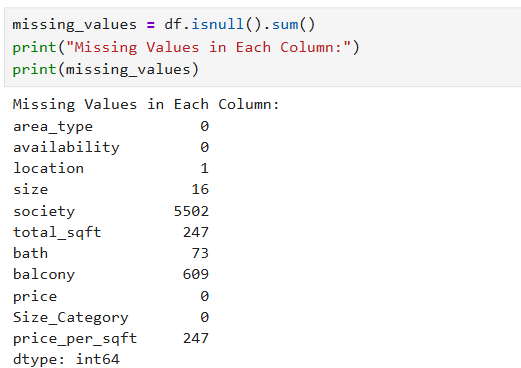 missing_values = df.isnull().sum()
print("Missing Values in Each Column:")
print(missing_values)
Missing Values in Each Column:
area_type 0
availability 0
location 1
size 16
society 5502
total_sqft 247
bath 73
balcony 609
price 0
Size_Category 0
price_per_sqft 247
dtype: int64